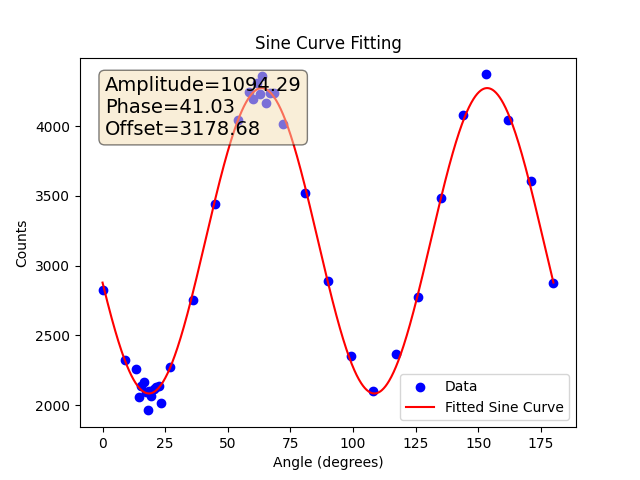 Sine Curve Fitting
Amplitude=1094.29
Phase=41.03
Offset=3178.68
4000
3500
3000
2500
2000
Counts
0 25 50 75 100 125 150 175
Angle (degrees)
Data
Fitted Sine Curve